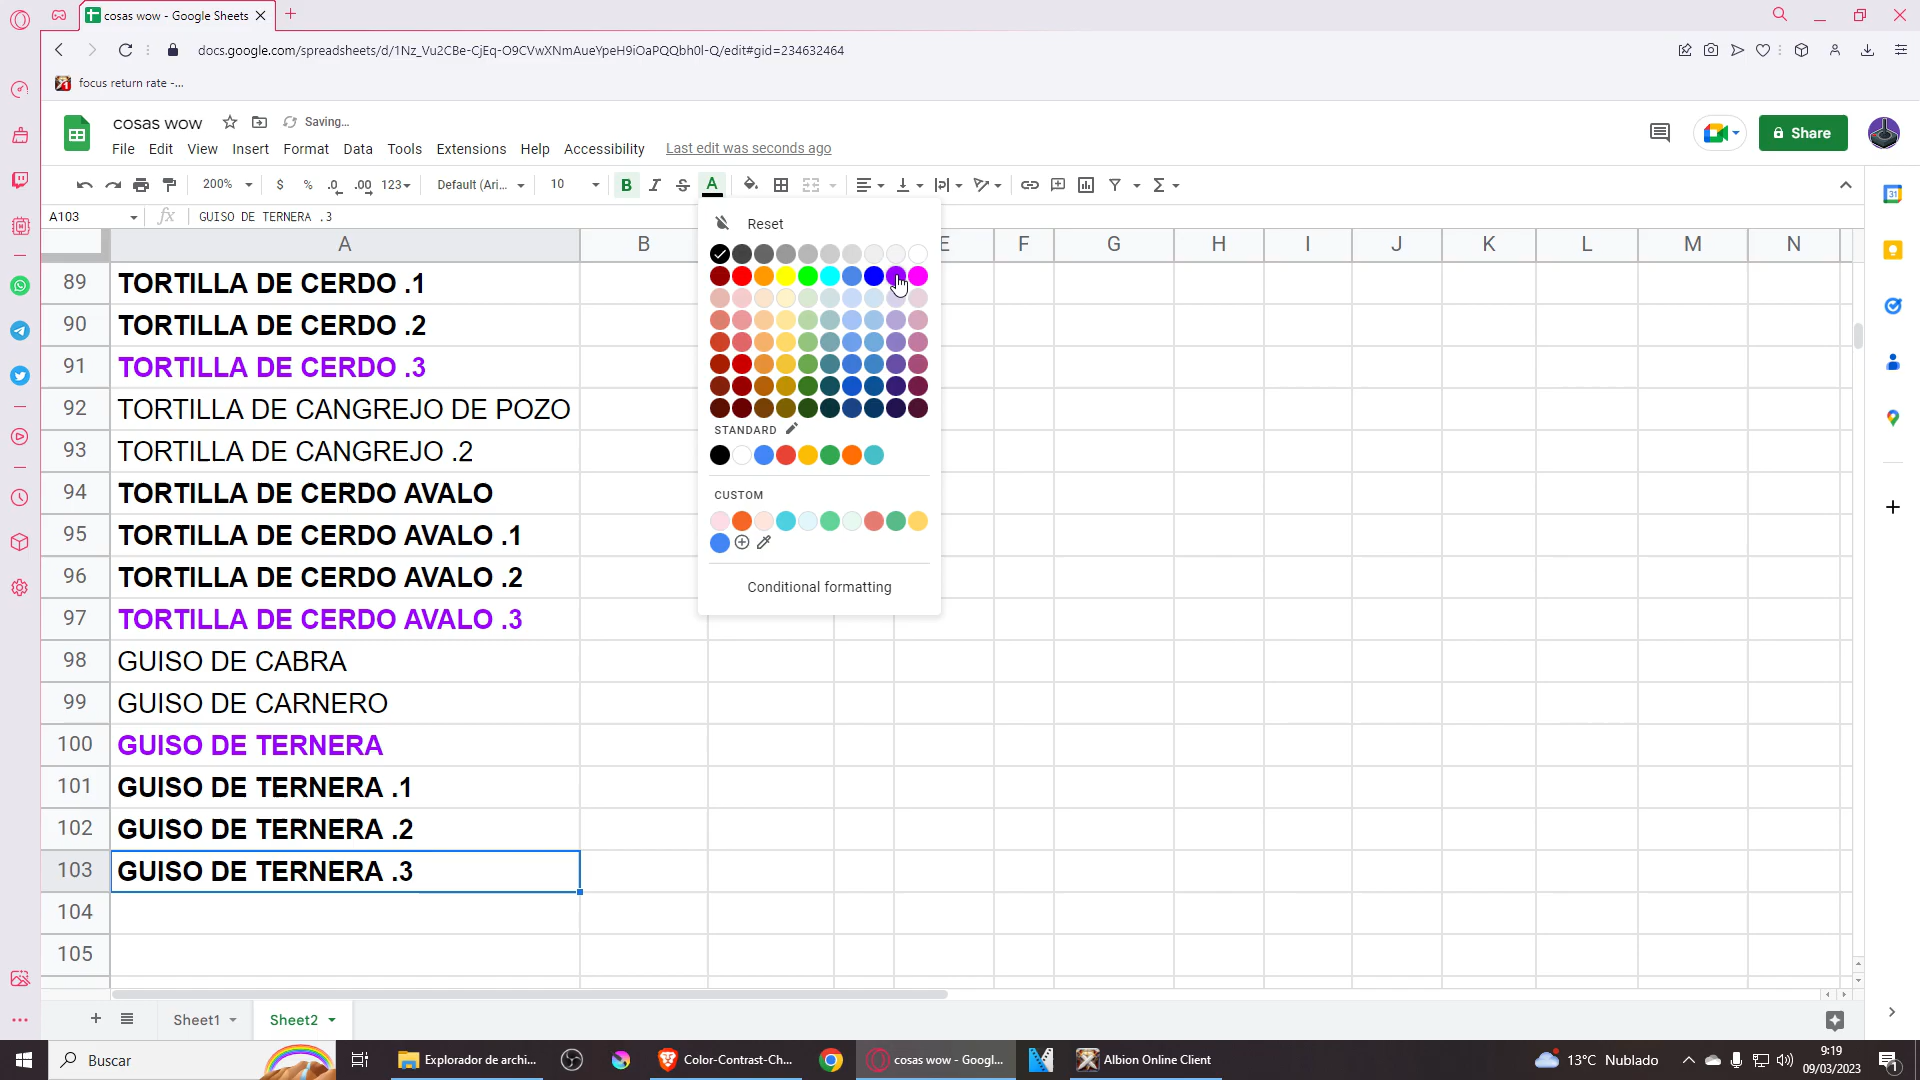 cosas wow - Google Sheets
docs.google.com/spreadsheets/d/1Nz_Vu2CBe-CjEq-O9CVwXNmAueYpeH9iOaPQQbh0l-Q/edit#gid=234632464
focus return rate -...
cosas wow
Saving...
File Edit View Insert Format Data Tools Extensions Help Accessibility Last edit was seconds ago
Share
200% $ % .0 .00 123 Default (Ari... 10 B I S A
A103 fx GUISO DE TERNERA .3
A B E F G H I J K L M N
89 TORTILLA DE CERDO .1
90 TORTILLA DE CERDO .2
91 TORTILLA DE CERDO .3
92 TORTILLA DE CANGREJO DE POZO
93 TORTILLA DE CANGREJO .2
94 TORTILLA DE CERDO AVALO
95 TORTILLA DE CERDO AVALO .1
96 TORTILLA DE CERDO AVALO .2
97 TORTILLA DE CERDO AVALO .3
98 GUISO DE CABRA
99 GUISO DE CARNERO
100 GUISO DE TERNERA
101 GUISO DE TERNERA .1
102 GUISO DE TERNERA .2
103 GUISO DE TERNERA .3
104
105
Reset
STANDARD
CUSTOM
Conditional formatting
31
Sheet1
Sheet2
Buscar
Explorador de archi...
Color-Contrast-Ch...
cosas wow - Googl...
Albion Online Client
13°C Nublado
9:19
09/03/2023
1